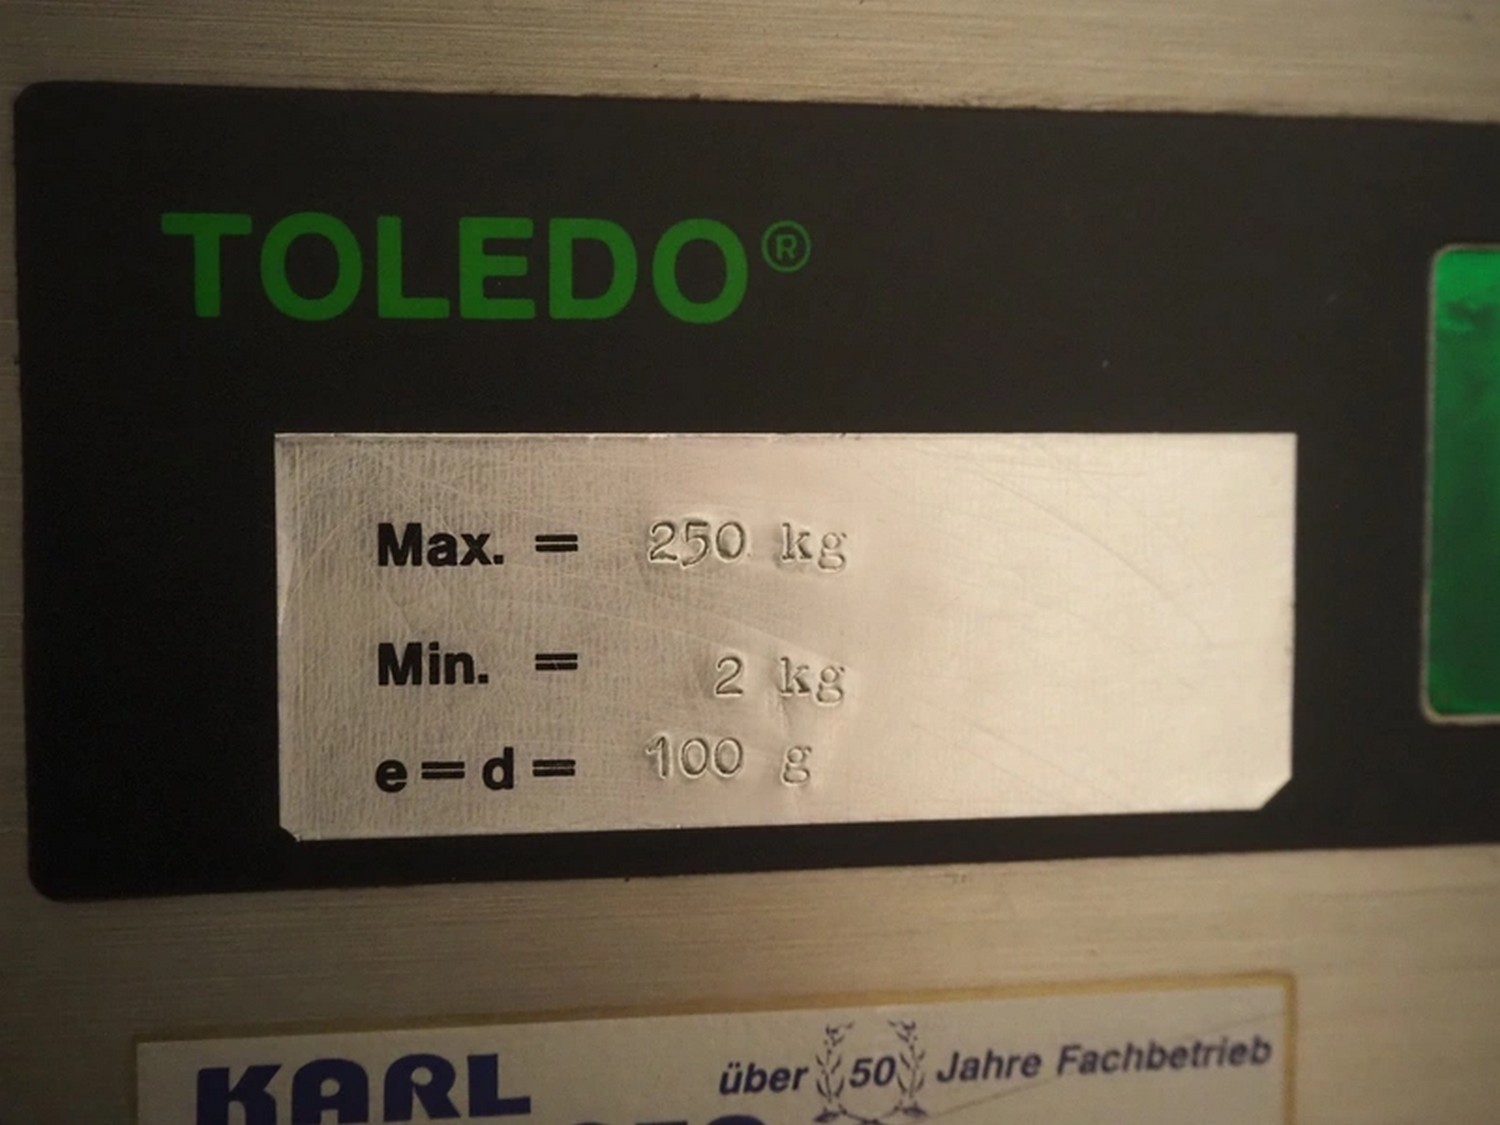 TOLEDO®
Max. = 250 kg
Min. = 2 kg
e=d= 100 g
KARL
über 50 Jahre Fachbetrieb